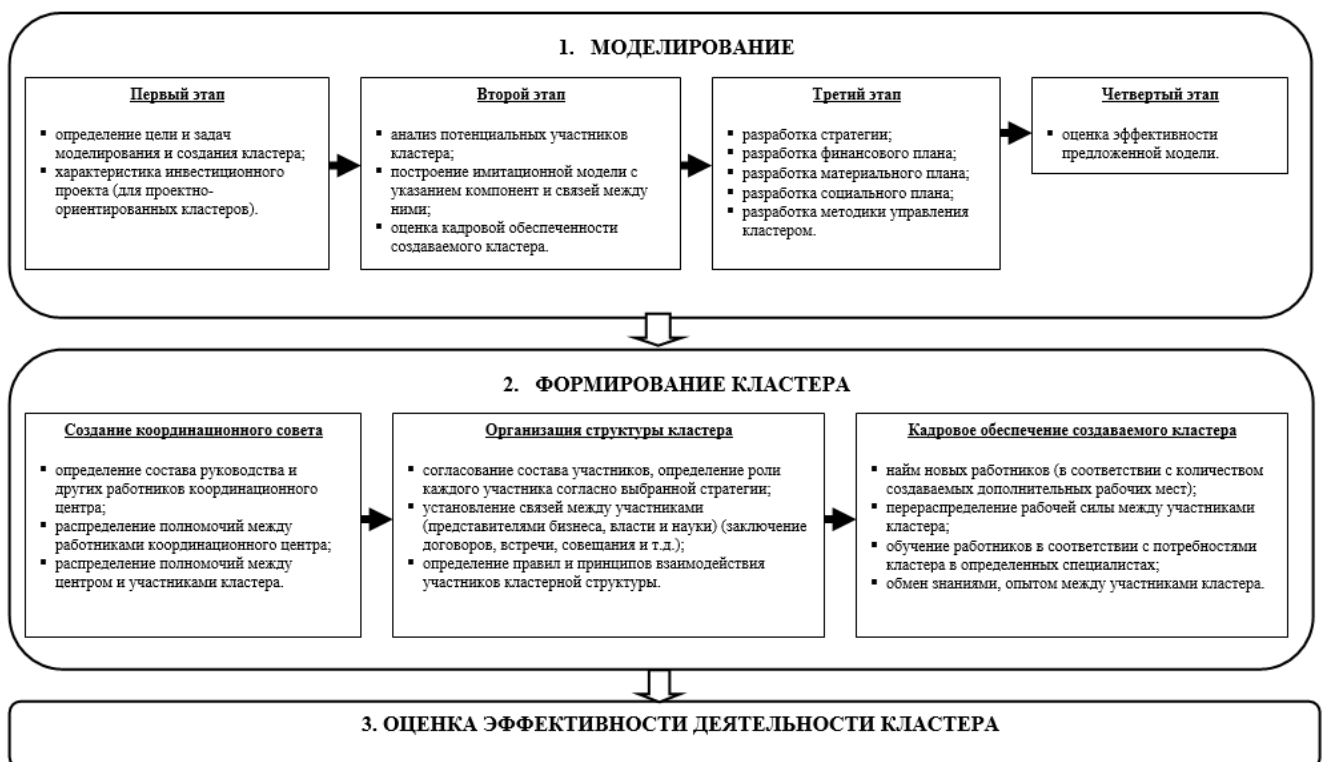 1. МОДЕЛИРОВАНИЕ
Первый этап
▪ определение цели и задач
моделирования и создания кластера;
▪ характеристика инвестиционного
проекта (для проектно-
ориентированных кластеров).
Второй этап
▪ анализ потенциальных участников
кластера;
▪ построение имитационной модели с
указанием компонент и связей между
ними;
▪ оценка кадровой обеспеченности
создаваемого кластера.
Третий этап
▪ разработка стратегии;
▪ разработка финансового плана;
▪ разработка материального плана;
▪ разработка социального плана;
▪ разработка методики управления
кластером.
Четвертый этап
▪ оценка эффективности
предложенной модели.
2. ФОРМИРОВАНИЕ КЛАСТЕРА
Создание координационного совета
▪ определение состава руководства и
других работников координационного
центра;
▪ распределение полномочий между
работниками координационного центра;
▪ распределение полномочий между
центром и участниками кластера.
Организация структуры кластера
▪ согласование состава участников, определение роли
каждого участника согласно выбранной стратегии;
▪ установление связей между участниками
(представителями бизнеса, власти и науки) (заключение
договоров, встречи, совещания и т.д.);
▪ определение правил и принципов взаимодействия
участников кластерной структуры.
Кадровое обеспечение создаваемого кластера
▪ найм новых работников (в соответствии с количеством
создаваемых дополнительных рабочих мест);
▪ перераспределение рабочей силы между участниками
кластера;
▪ обучение работников в соответствии с потребностями
кластера в определенных специалистах;
▪ обмен знаниями, опытом между участниками кластера.
3. ОЦЕНКА ЭФФЕКТИВНОСТИ ДЕЯТЕЛЬНОСТИ КЛАСТЕРА